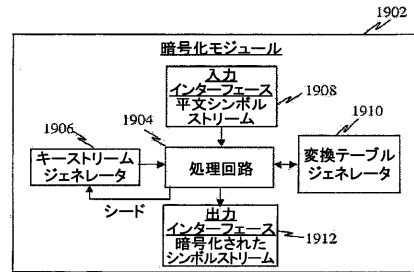 1902
暗号化モジュール
入力
インターフェース
平文シンボル
ストリーム
1908
1904
1906
キーストリーム
ジェネレータ
処理回路
1910
変換テーブル
ジェネレータ
シード
出力
インターフェース
暗号化された
シンボルストリーム
1912